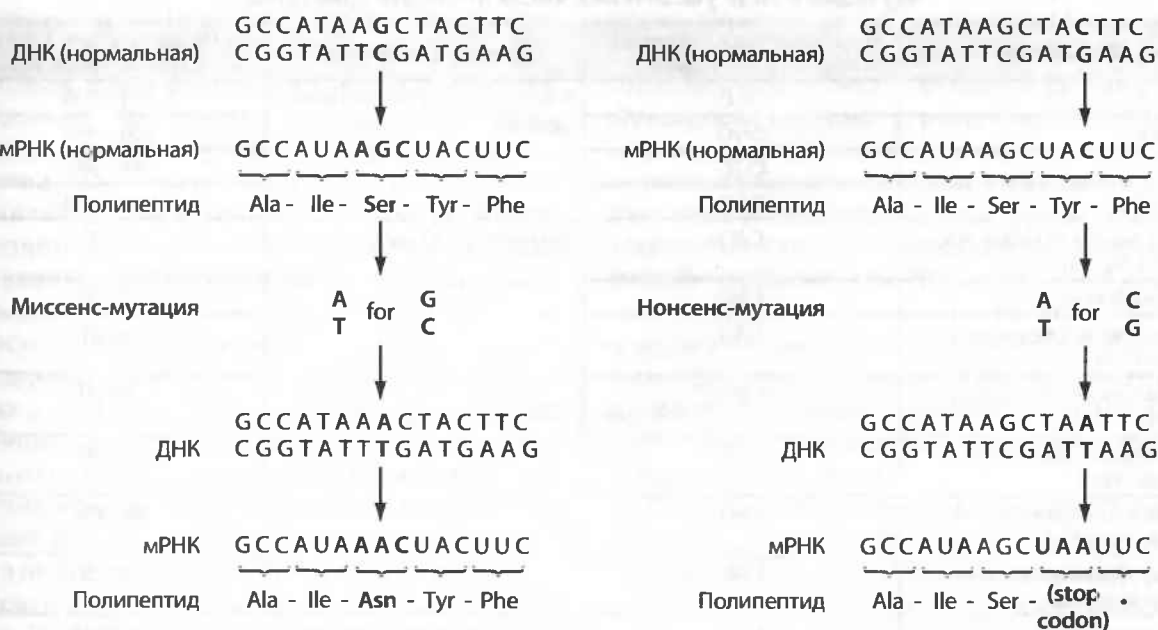 GCCATAAGCTACTTC
ДНК (нормальная) CGGTATTCGATGAAG
мРНК (нормальная) GCCAUAAGCUACUUC
Полипептид Ala - Ile - Ser - Tyr - Phe
Миссенс-мутация A for G
T C
GCCATAAACTACTTC
ДНК CGGTATTTGATGAAG
мРНК GCCAUAAACUACUUC
Полипептид Ala - Ile - Asn - Tyr - Phe
GCCATAAGCTACTTC
ДНК (нормальная) CGGTATTCGATGAAG
мРНК (нормальная) GCCAUAAGCUACUUC
Полипептид Ala - Ile - Ser - Tyr - Phe
Нонсенс-мутация A for C
T G
GCCATAAGCTAATTC
ДНК CGGTATTCGATTAAG
мРНК GCCAUAAGCUAAUUC
Полипептид Ala - Ile - Ser - (stop
codon)